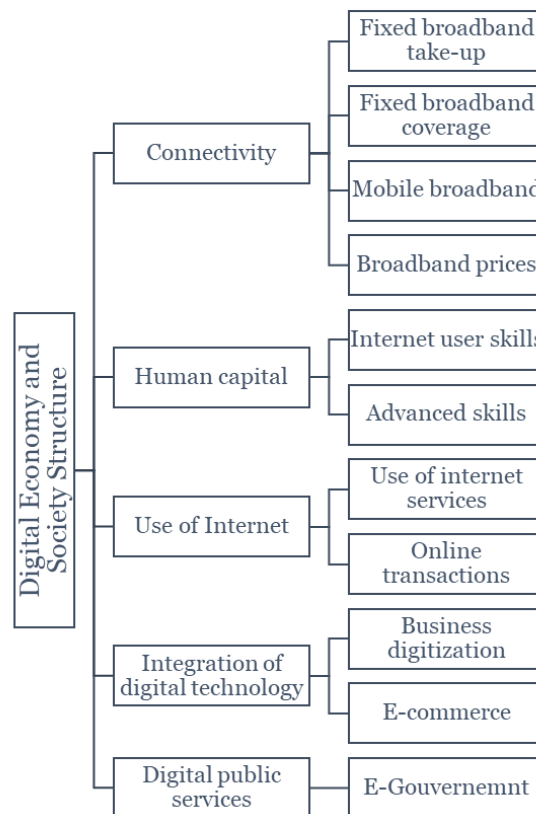 Digital Economy and
Society Structure
Connectivity
Fixed broadband
take-up
Fixed broadband
coverage
Mobile broadband
Broadband prices
Human capital
Internet user skills
Advanced skills
Use of Internet
Use of internet
services
Online
transactions
Integration of
digital technology
Business
digitization
E-commerce
Digital public
services
E-Gouvernemnt